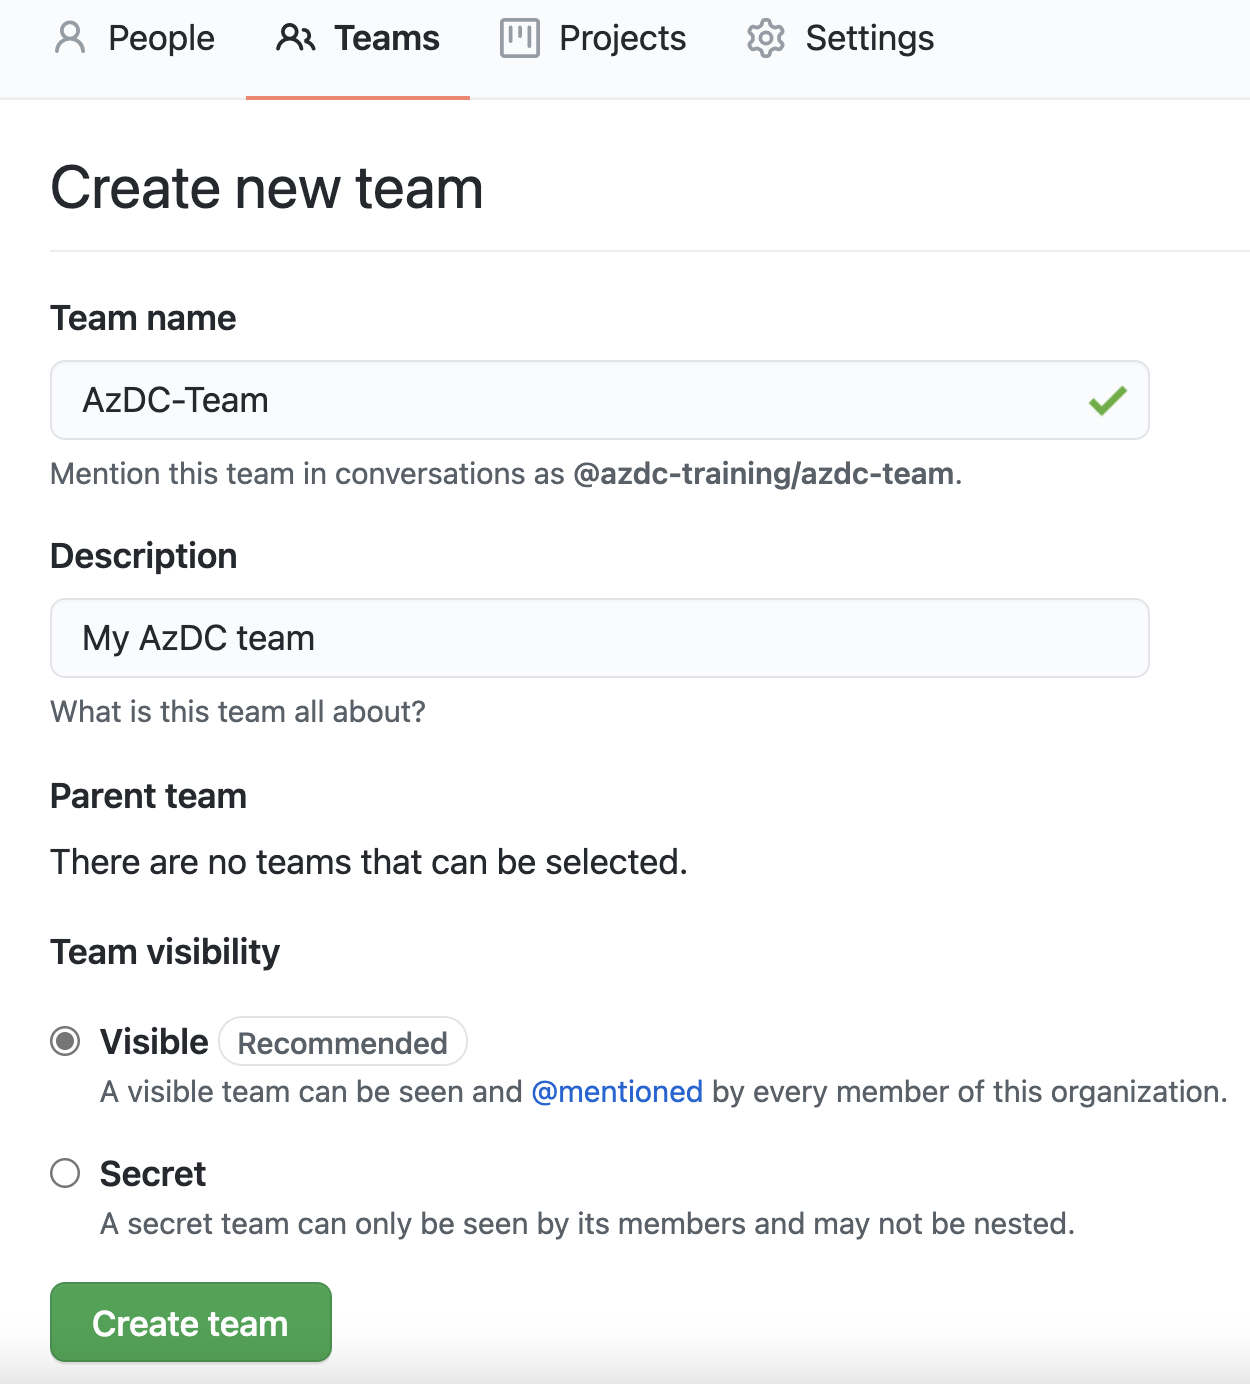 People Teams Projects Settings
Create new team
Team name
AzDC-Team
Mention this team in conversations as @azdc-training/azdc-team.
Description
My AzDC team
What is this team all about?
Parent team
There are no teams that can be selected.
Team visibility
Visible Recommended
A visible team can be seen and @mentioned by every member of this organization.
Secret
A secret team can only be seen by its members and may not be nested.
Create team